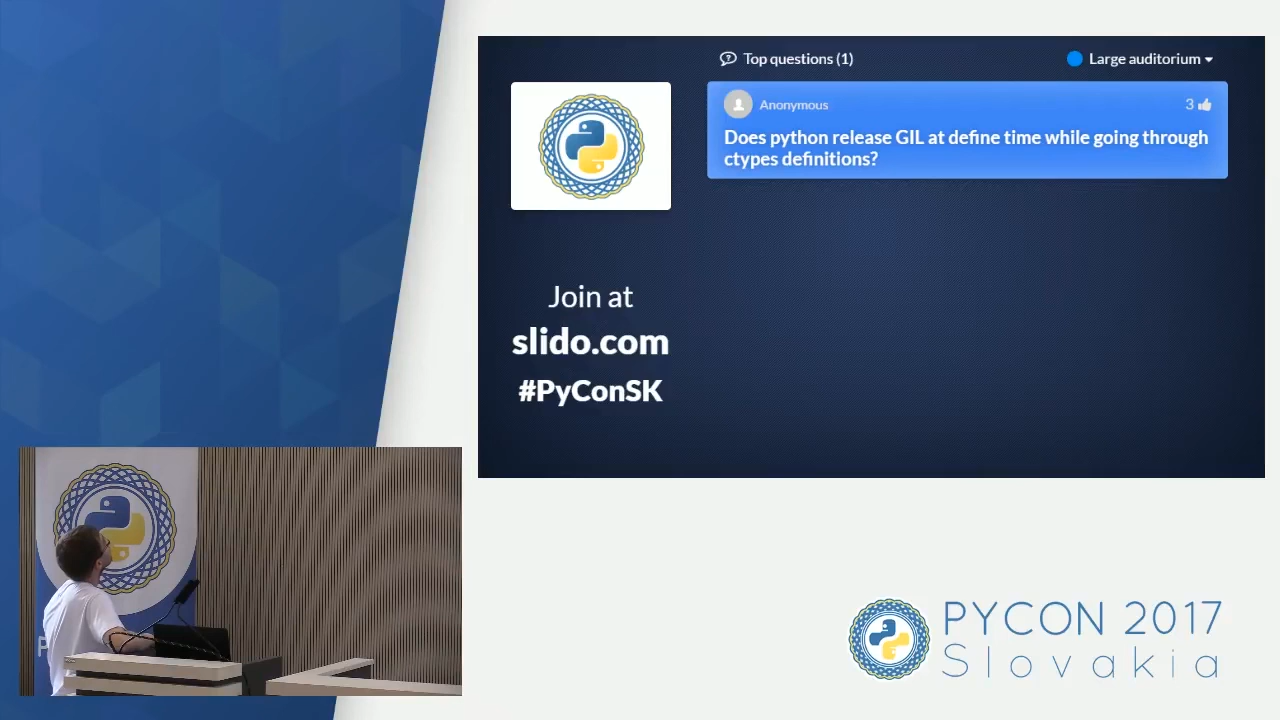 Top questions (1)
Large auditorium
Anonymous
3
Does python release GIL at define time while going through
ctypes definitions?
Join at
slido.com
#PyConSK
P
PYCON 2017
Slovakia